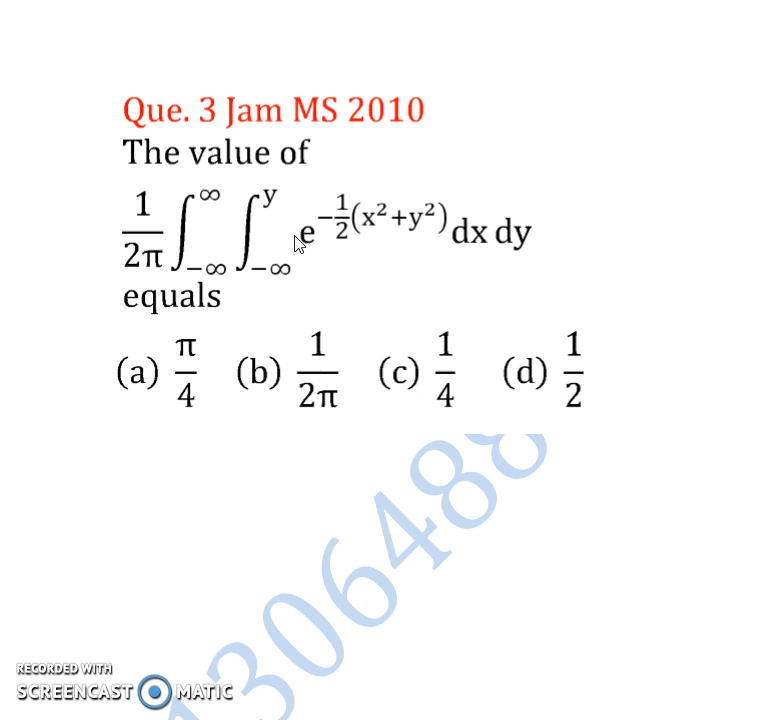 Que. 3 Jam MS 2010
The value of
1/2π ∫_{−∞}^{∞} ∫_{−∞}^{y} e^{−1/2(x²+y²)} dx dy
equals
(a) π/4 (b) 1/2π (c) 1/4 (d) 1/2
306488
RECORDED WITH
SCREENCAST MATIC